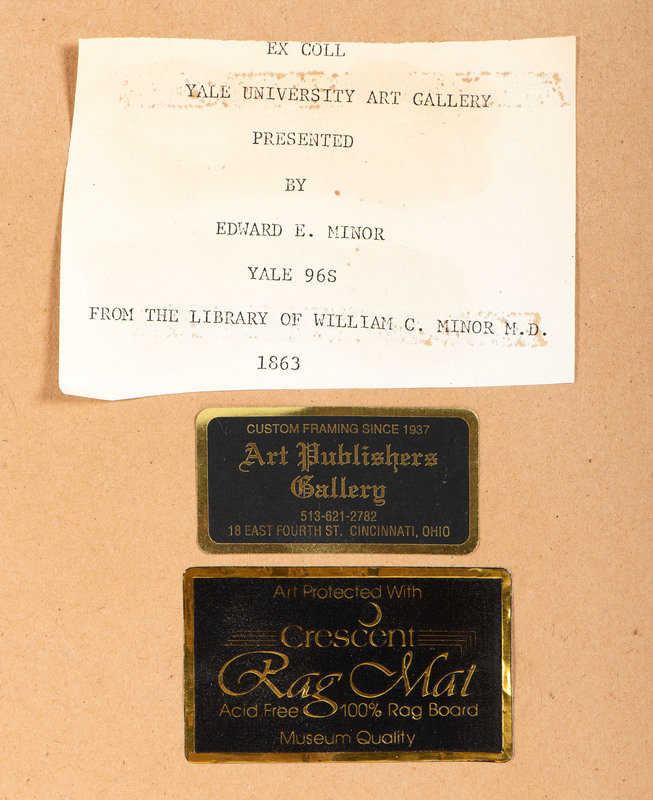 EX COLL
YALE UNIVERSITY ART GALLERY
PRESENTED
BY
EDWARD E. MINOR
YALE 96S
FROM THE LIBRARY OF WILLIAM C. MINOR M.D.
1863
CUSTOM FRAMING SINCE 1937
Art Publishers
Gallery
513-621-2782
18 EAST FOURTH ST. CINCINNATI, OHIO
Art Protected With
Crescent
Rag Mat
Acid Free 100% Rag Board
Museum Quality